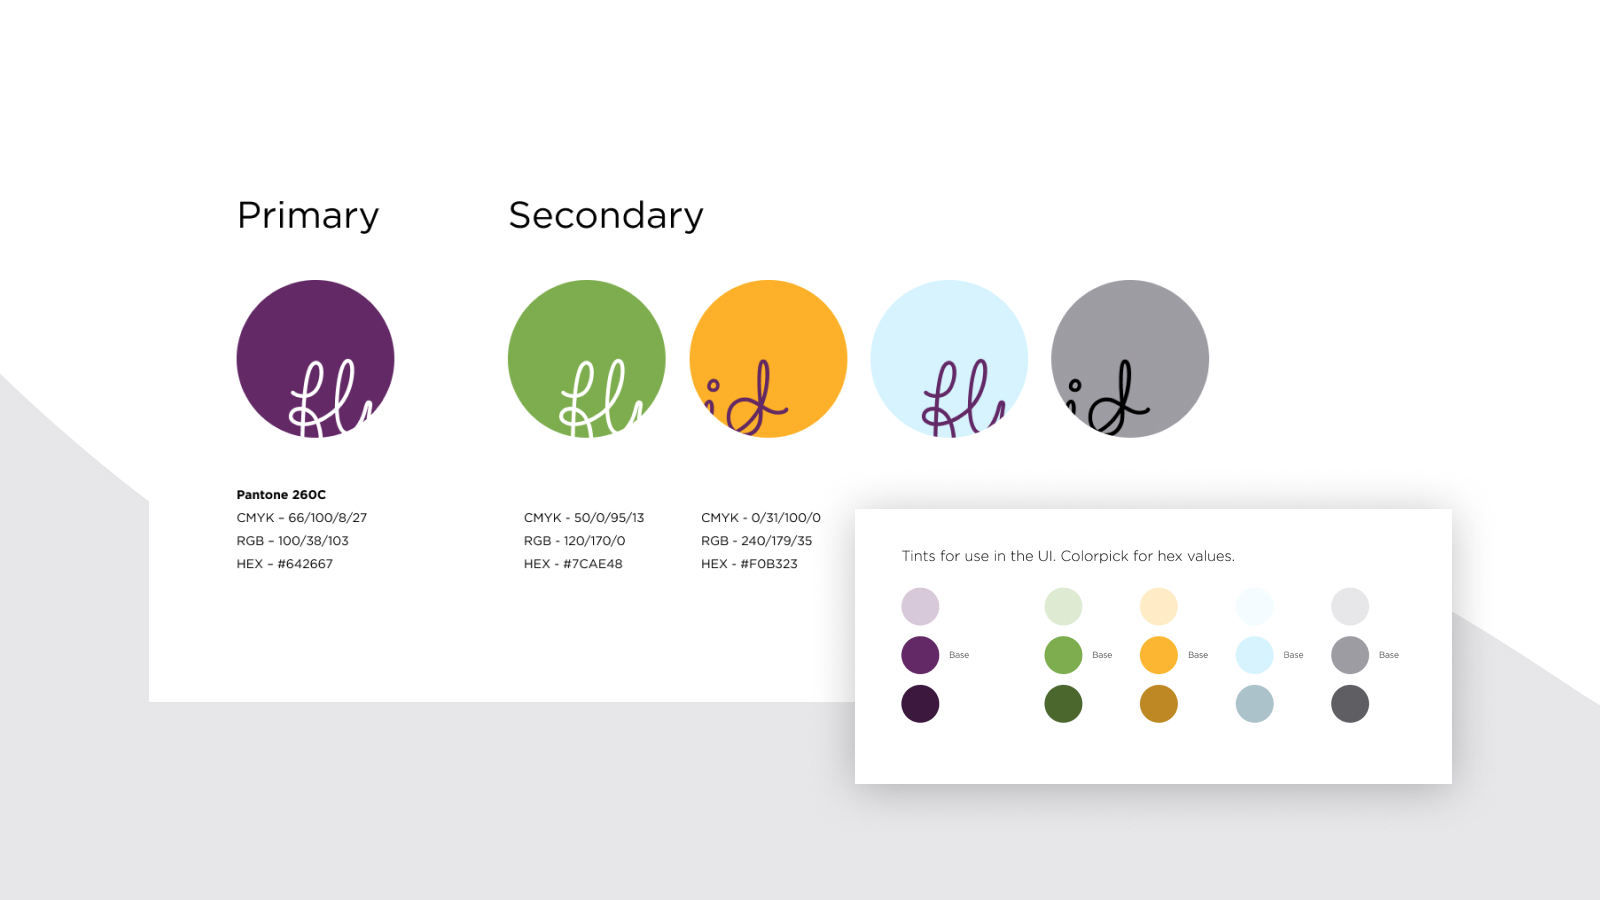 Primary
Secondary
Pantone 260C
CMYK – 66/100/8/27
RGB – 100/38/103
HEX – #642667
CMYK - 50/0/95/13
RGB - 120/170/0
HEX - #7CAE48
CMYK - 0/31/100/0
RGB - 240/179/35
HEX - #F0B323
Tints for use in the UI. Colorpick for hex values.
Base
Base
Base
Base
Base